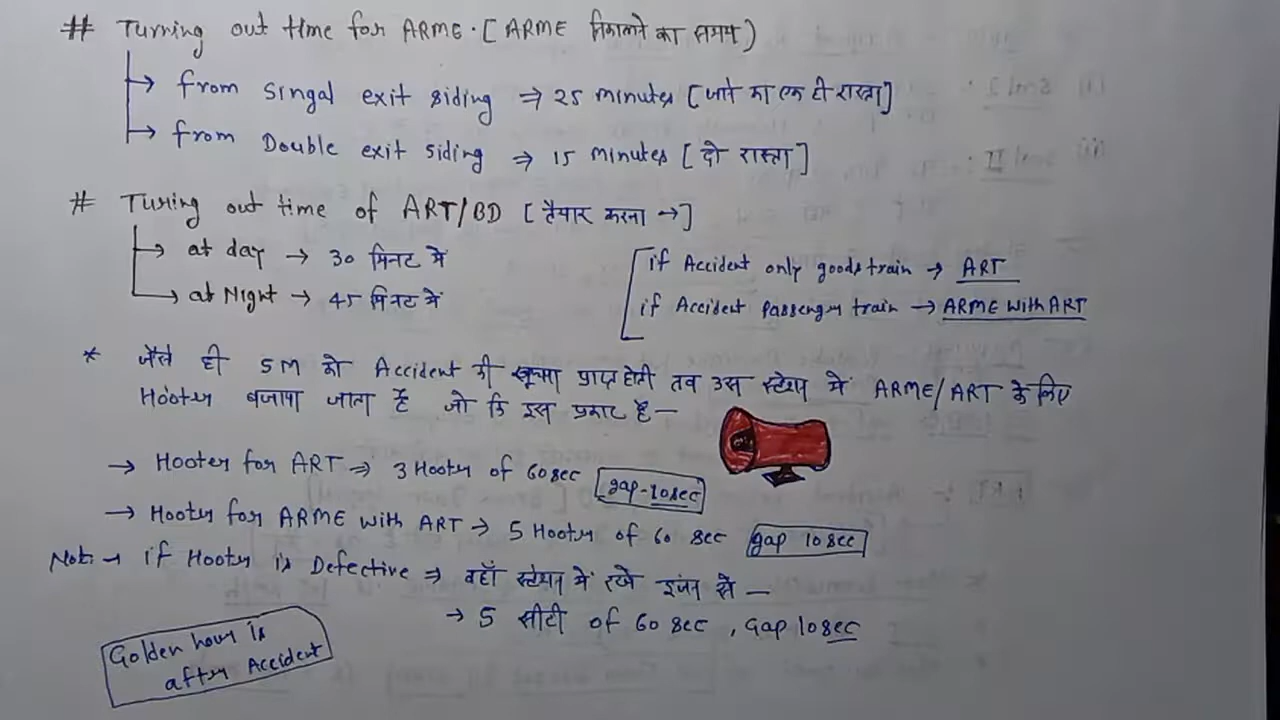 # Turning out time for ARME. [ARME निकालने का समय)
→ from singal exit siding ⇒ 25 minutes [जाने का एक ही रास्ता]
→ from Double exit siding ⇒ 15 minutes [दो रास्ता]
# Turing out time of ART/BD [तैयार करना →]
→ at day → 30 मिनट में
→ at Night → 45 मिनट में
if Accident only goods train → ART
if Accident Passenger train → ARME with ART
* जैसे ही SM को Accident की सूचना प्राप्त होती तब उस स्टेशन में ARME/ART के लिए
Hooter बजाया जाता है जो कि इस प्रकार है —
→ Hooter for ART ⇒ 3 Hooter of 60 sec [gap-10sec]
→ Hooter for ARME with ART → 5 Hooter of 60 sec [gap 10 sec]
Note → if Hooter is Defective ⇒ वहाँ स्टेशन में रखे इंजन से —
→ 5 सीटी of 60 sec, Gap 10 sec
Golden hour is
after Accident